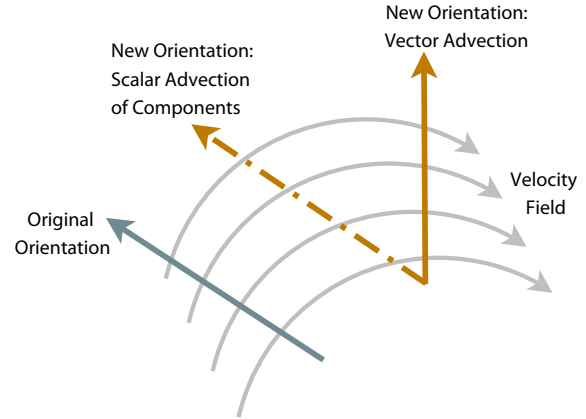 New Orientation:
Vector Advection
New Orientation:
Scalar Advection
of Components
Velocity
Field
Original
Orientation